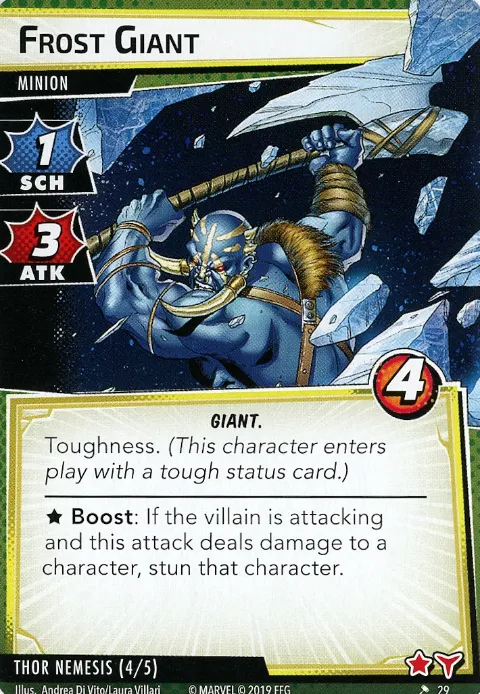 FROST GIANT
MINION
1
SCH
3
ATK
4
GIANT.
Toughness. (This character enters
play with a tough status card.)
★ Boost: If the villain is attacking
and this attack deals damage to a
character, stun that character.
THOR NEMESIS (4/5)
Illus. Andrea Di Vito/Laura Villari © MARVEL © 2019 FFG 29